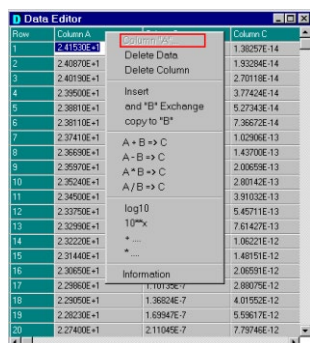 Data Editor
Row Column A Column C
1 2.41530E+1 1.38257E-14
2 2.40870E+1 1.93284E-14
3 2.40190E+1 2.70118E-14
4 2.39500E+1 3.77424E-14
5 2.38810E+1 5.27343E-14
6 2.38110E+1 7.36672E-14
7 2.37410E+1 1.02906E-13
8 2.36690E+1 1.43700E-13
9 2.35970E+1 2.00659E-13
10 2.35240E+1 2.80142E-13
11 2.34500E+1 3.91032E-13
12 2.33750E+1 5.45711E-13
13 2.32990E+1 7.61427E-13
14 2.32220E+1 1.06221E-12
15 2.31440E+1 1.48151E-12
16 2.30650E+1 2.06591E-12
17 2.29860E+1 1.10135E-7 2.88075E-12
18 2.29050E+1 1.36824E-7 4.01552E-12
19 2.28230E+1 1.69947E-7 5.59617E-12
20 2.27400E+1 2.11045E-7 7.79746E-12
Column "A"...
Delete Data
Delete Column
Insert
and "B" Exchange
copy to "B"
A + B => C
A - B => C
A * B => C
A / B => C
log10
10**x
+ ....
* ....
Information